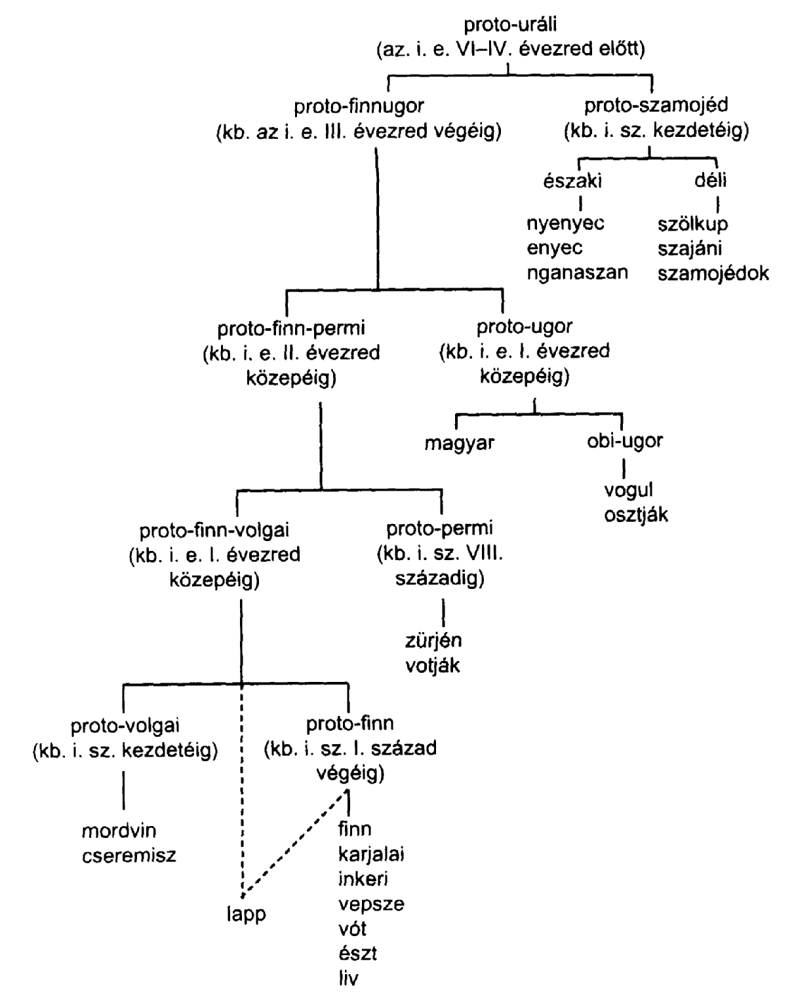 proto-uráli
(az. i. e. VI–IV. évezred előtt)
proto-finnugor
(kb. az i. e. III. évezred végéig)
proto-szamojéd
(kb. i. sz. kezdetéig)
északi
déli
nyenyec
enyec
nganaszan
szölkup
szajáni
szamojédok
proto-finn-permi
(kb. i. e. II. évezred
közepéig)
proto-ugor
(kb. i. e. I. évezred
közepéig)
magyar
obi-ugor
vogul
osztják
proto-finn-volgai
(kb. i. e. I. évezred
közepéig)
proto-permi
(kb. i. sz. VIII.
századig)
zürjén
votják
proto-volgai
(kb. i. sz. kezdetéig)
proto-finn
(kb. i. sz. I. század
végéig)
mordvin
cseremisz
lapp
finn
karjalai
inkeri
vepsze
vót
észt
liv